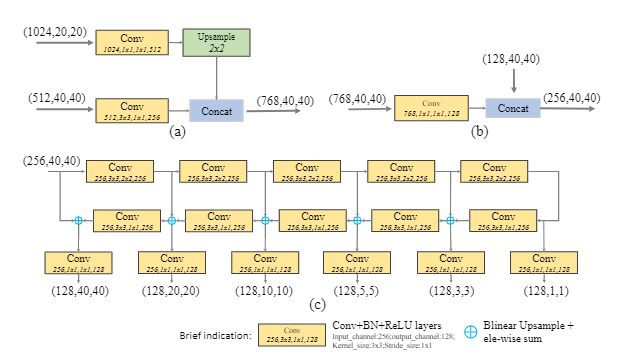 (1024,20,20)
Conv
1024,1x1,1x1,512
Upsample
2x2
(512,40,40)
Conv
512,3x3,1x1,256
Concat
(768,40,40)
(a)
(128,40,40)
(768,40,40)
Conv
768,1x1,1x1,128
Concat
(256,40,40)
(b)
(256,40,40)
Conv
256,3x3,2x2,256
Conv
256,3x3,2x2,256
Conv
256,3x3,2x2,256
Conv
256,3x3,2x2,256
Conv
256,3x3,2x2,256
Conv
256,3x3,1x1,256
Conv
256,3x3,1x1,256
Conv
256,3x3,1x1,256
Conv
256,3x3,1x1,256
Conv
256,3x3,1x1,256
Conv
256,1x1,1x1,128
Conv
256,1x1,1x1,128
Conv
256,1x1,1x1,128
Conv
256,1x1,1x1,128
Conv
256,1x1,1x1,128
Conv
256,1x1,1x1,128
(128,40,40)
(128,20,20)
(128,10,10)
(128,5,5)
(128,3,3)
(128,1,1)
(c)
Brief indication:
Conv
256,3x3,1x1,128
Conv+BN+ReLU layers
Input_channel:256;output_channel:128;
Kernel_size:3x3;Stride_size:1x1
Blinear Upsample +
ele-wise sum